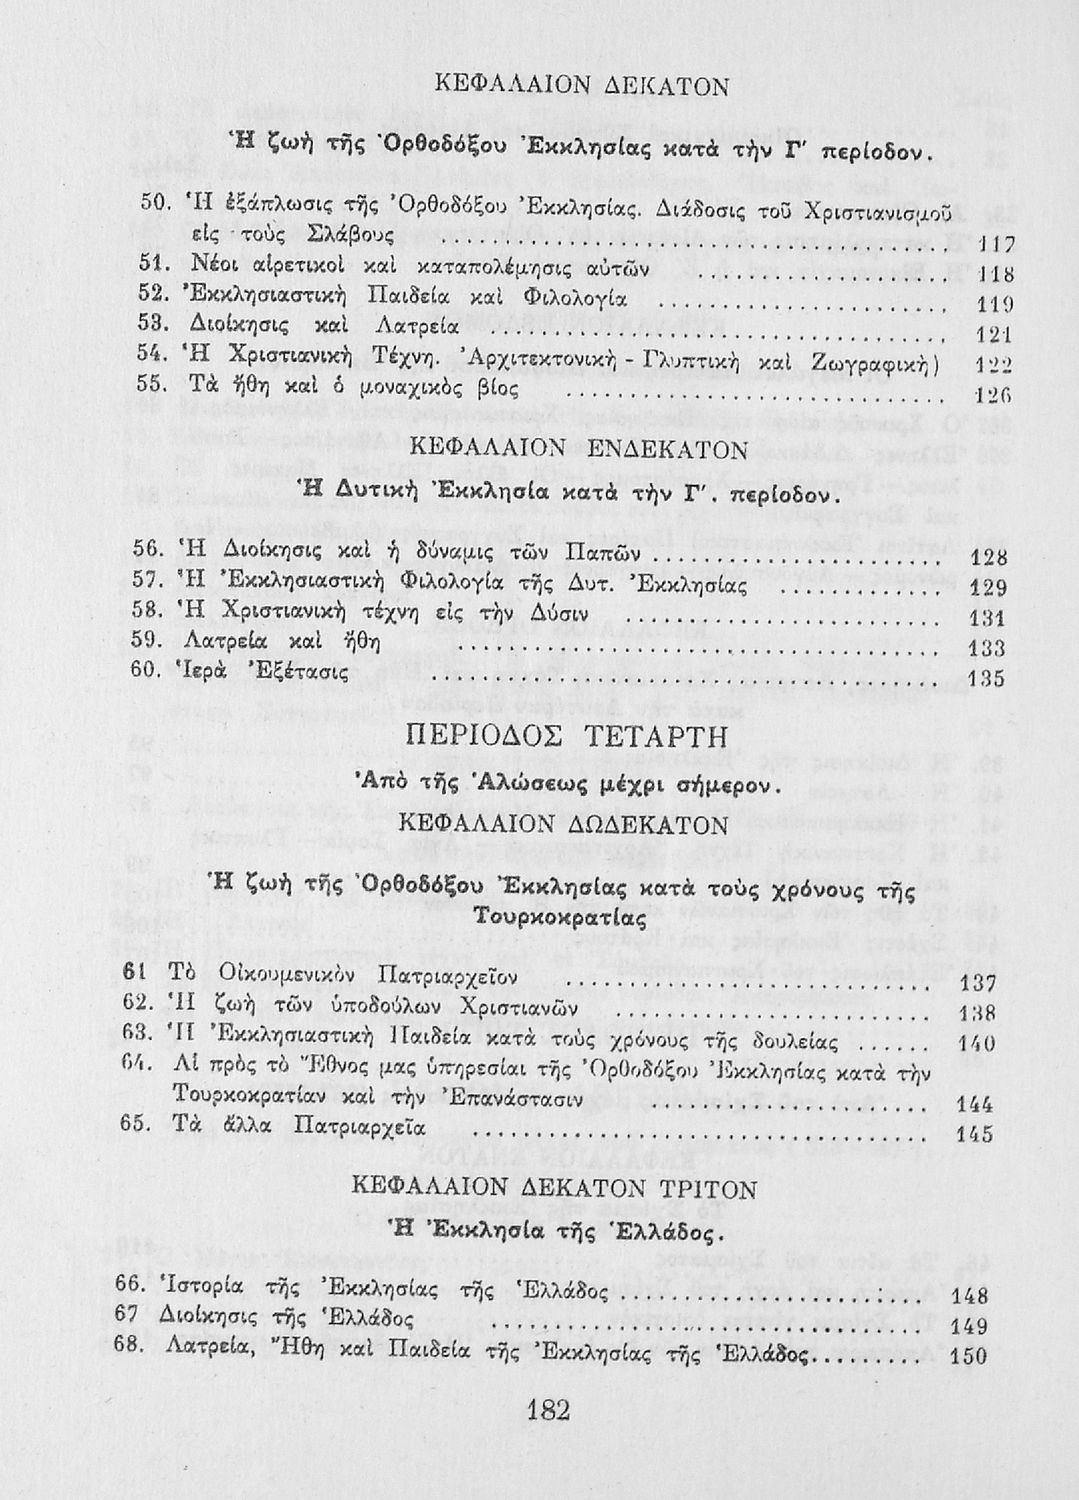 ΚΕΦΑΛΑΙΟΝ ΔΕΚΑΤΟΝ
Ἡ ζωὴ τῆς Ὀρθοδόξου Ἐκκλησίας κατὰ τὴν Γ′ περίοδον.
50. Ἡ ἐξάπλωσις τῆς Ὀρθοδόξου Ἐκκλησίας. Διάδοσις τοῦ Χριστιανισμοῦ
εἰς τοὺς Σλάβους ........................................ 117
51. Νέοι αἱρετικοὶ καὶ καταπολέμησις αὐτῶν .................... 118
52. Ἐκκλησιαστικὴ Παιδεία καὶ Φιλολογία ...................... 119
53. Διοίκησις καὶ Λατρεία .................................... 121
54. Ἡ Χριστιανικὴ Τέχνη. Ἀρχιτεκτονικὴ - Γλυπτικὴ καὶ Ζωγραφικὴ) 122
55. Τὰ ἤθη καὶ ὁ μοναχικὸς βίος .............................. 126
ΚΕΦΑΛΑΙΟΝ ΕΝΔΕΚΑΤΟΝ
Ἡ Δυτικὴ Ἐκκλησία κατὰ τὴν Γ′. περίοδον.
56. Ἡ Διοίκησις καὶ ἡ δύναμις τῶν Παπῶν ....................... 128
57. Ἡ Ἐκκλησιαστικὴ Φιλολογία τῆς Δυτ. Ἐκκλησίας ............. 129
58. Ἡ Χριστιανικὴ τέχνη εἰς τὴν Δύσιν ........................ 131
59. Λατρεία καὶ ἤθη ........................................ 133
60. Ἱερὰ Ἐξέτασις .......................................... 135
ΠΕΡΙΟΔΟΣ ΤΕΤΑΡΤΗ
Ἀπὸ τῆς Ἁλώσεως μέχρι σήμερον.
ΚΕΦΑΛΑΙΟΝ ΔΩΔΕΚΑΤΟΝ
Ἡ ζωὴ τῆς Ὀρθοδόξου Ἐκκλησίας κατὰ τοὺς χρόνους τῆς
Τουρκοκρατίας
61 Τὸ Οἰκουμενικὸν Πατριαρχεῖον .............................. 137
62. Ἡ ζωὴ τῶν ὑποδούλων Χριστιανῶν .......................... 138
63. Ἡ Ἐκκλησιαστικὴ Παιδεία κατὰ τοὺς χρόνους τῆς δουλείας ...... 140
64. Αἱ πρὸς τὸ Ἔθνος μας ὑπηρεσίαι τῆς Ὀρθοδόξου Ἐκκλησίας κατὰ τὴν
Τουρκοκρατίαν καὶ τὴν Ἐπανάστασιν ....................... 144
65. Τὰ ἄλλα Πατριαρχεῖα ...................................... 145
ΚΕΦΑΛΑΙΟΝ ΔΕΚΑΤΟΝ ΤΡΙΤΟΝ
Ἡ Ἐκκλησία τῆς Ἑλλάδος.
66. Ἱστορία τῆς Ἐκκλησίας τῆς Ἑλλάδος ......................... 148
67 Διοίκησις τῆς Ἑλλάδος ..................................... 149
68. Λατρεία, Ἤθη καὶ Παιδεία τῆς Ἐκκλησίας τῆς Ἑλλάδος......... 150
182